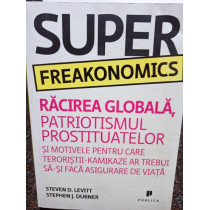 SUPER
FREAKONOMICS
RĂCIREA GLOBALĂ,
PATRIOTISMUL
PROSTITUATELOR
ȘI MOTIVELE PENTRU CARE
TERORIȘTII-KAMIKAZE AR TREBUI
SĂ-ȘI FACĂ ASIGURARE DE VIAȚĂ
STEVEN D. LEVITT
STEPHEN J. DUBNER
P
PUBLICA